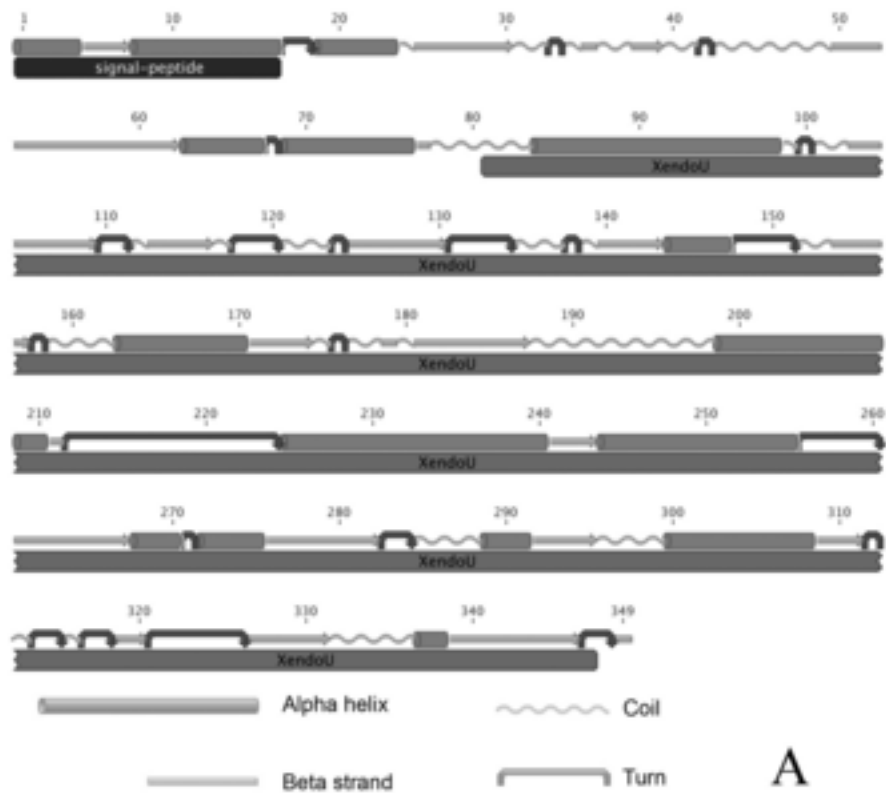 1 10 20 30 40 50
signal-peptide
60 70 80 90 100
XendoU
110 120 130 140 150
XendoU
160 170 180 190 200
XendoU
210 220 230 240 250 260
XendoU
270 280 290 300 310
XendoU
320 330 340 349
XendoU
Alpha helix Coil
Beta strand Turn
A